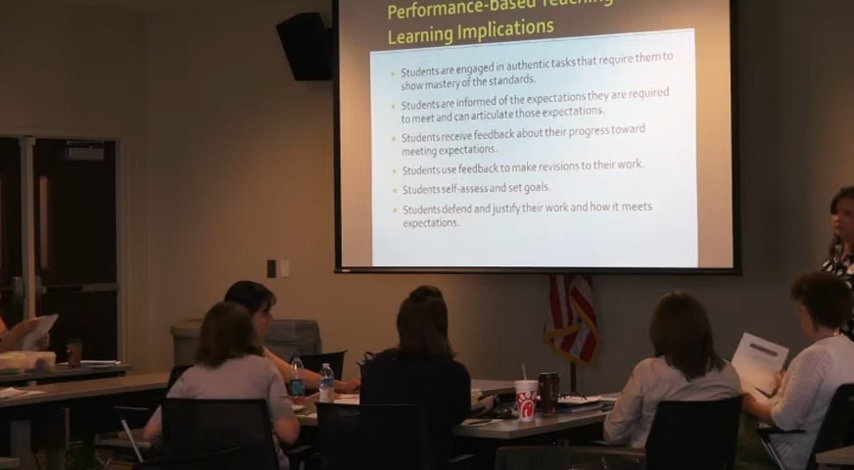 Performance-based Teaching
Learning Implications
Students are engaged in authentic tasks that require them to
show mastery of the standards.
Students are informed of the expectations they are required
to meet and can articulate those expectations.
Students receive feedback about their progress toward
meeting expectations.
Students use feedback to make revisions to their work.
Students self-assess and set goals.
Students defend and justify their work and how it meets
expectations.